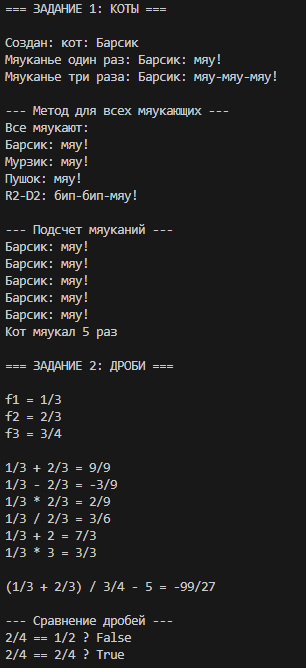 === ЗАДАНИЕ 1: КОТЫ ===
Создан: кот: Барсик
Мяуканье один раз: Барсик: мяу!
Мяуканье три раза: Барсик: мяу-мяу-мяу!
--- Метод для всех мяукающих ---
Все мяукают:
Барсик: мяу!
Мурзик: мяу!
Пушок: мяу!
R2-D2: бип-бип-мяу!
--- Подсчет мяуканий ---
Барсик: мяу!
Барсик: мяу!
Барсик: мяу!
Барсик: мяу!
Барсик: мяу!
Кот мяукал 5 раз
=== ЗАДАНИЕ 2: ДРОБИ ===
f1 = 1/3
f2 = 2/3
f3 = 3/4
1/3 + 2/3 = 9/9
1/3 - 2/3 = -3/9
1/3 * 2/3 = 2/9
1/3 / 2/3 = 3/6
1/3 + 2 = 7/3
1/3 * 3 = 3/3
(1/3 + 2/3) / 3/4 - 5 = -99/27
--- Сравнение дробей ---
2/4 == 1/2 ? False
2/4 == 2/4 ? True